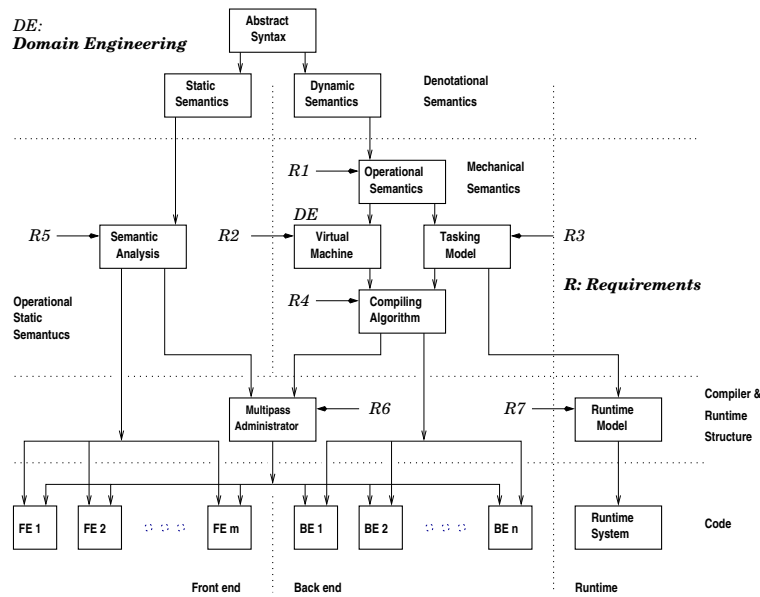 DE:
Domain Engineering
Abstract
Syntax
Static
Semantics
Dynamic
Semantics
Denotational
Semantics
R1
Operational
Semantics
Mechanical
Semantics
DE
R5
Semantic
Analysis
R2
Virtual
Machine
Tasking
Model
R3
R: Requirements
Operational
Static
Semantucs
R4
Compiling
Algorithm
Multipass
Administrator
R6
R7
Runtime
Model
Compiler &
Runtime
Structure
FE 1
FE 2
FE m
BE 1
BE 2
BE n
Runtime
System
Code
Front end
Back end
Runtime